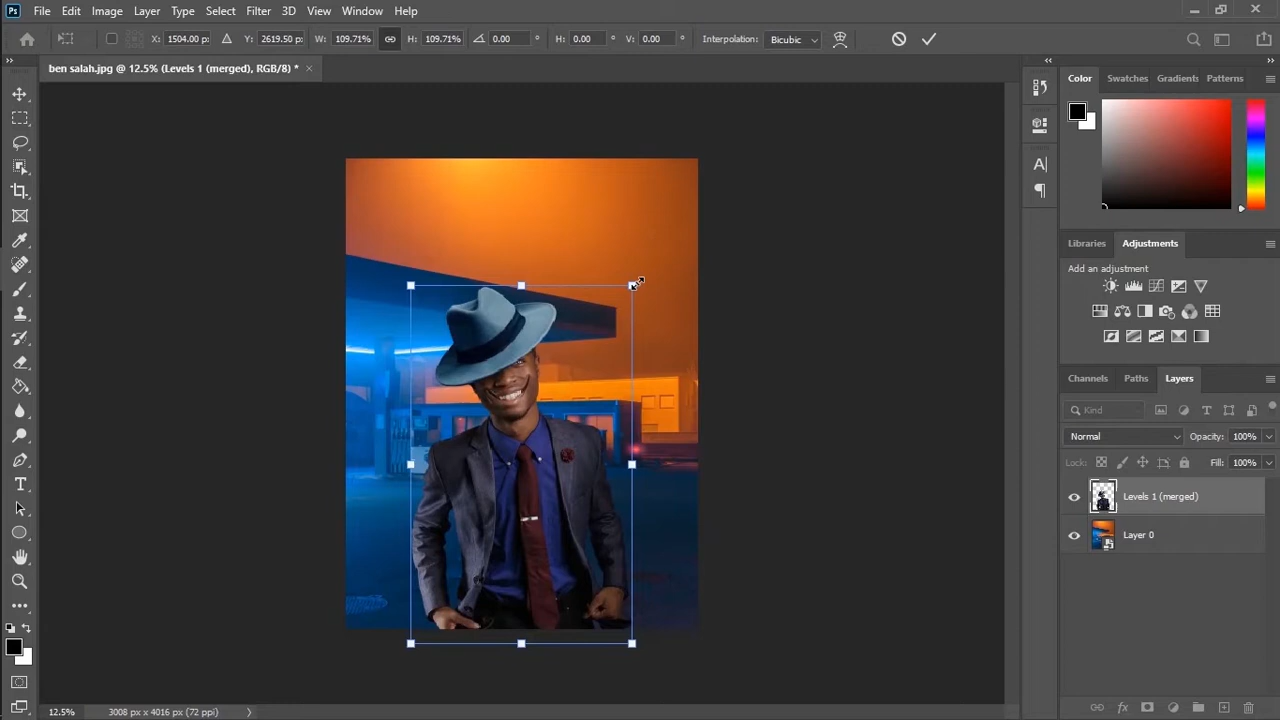 Ps File Edit Image Layer Type Select Filter 3D View Window Help
X: 1504.00 px Y: 2619.50 px W: 109.71% H: 109.71% 0.00 ° H: 0.00 ° V: 0.00 ° Interpolation: Bicubic
ben salah.jpg @ 12.5% (Levels 1 (merged), RGB/8) * ×
Color Swatches Gradients Patterns
Libraries Adjustments
Add an adjustment
Channels Paths Layers
Kind
Normal Opacity: 100%
Lock: Fill: 100%
Levels 1 (merged)
Layer 0
12.5% 3008 px x 4016 px (72 ppi)